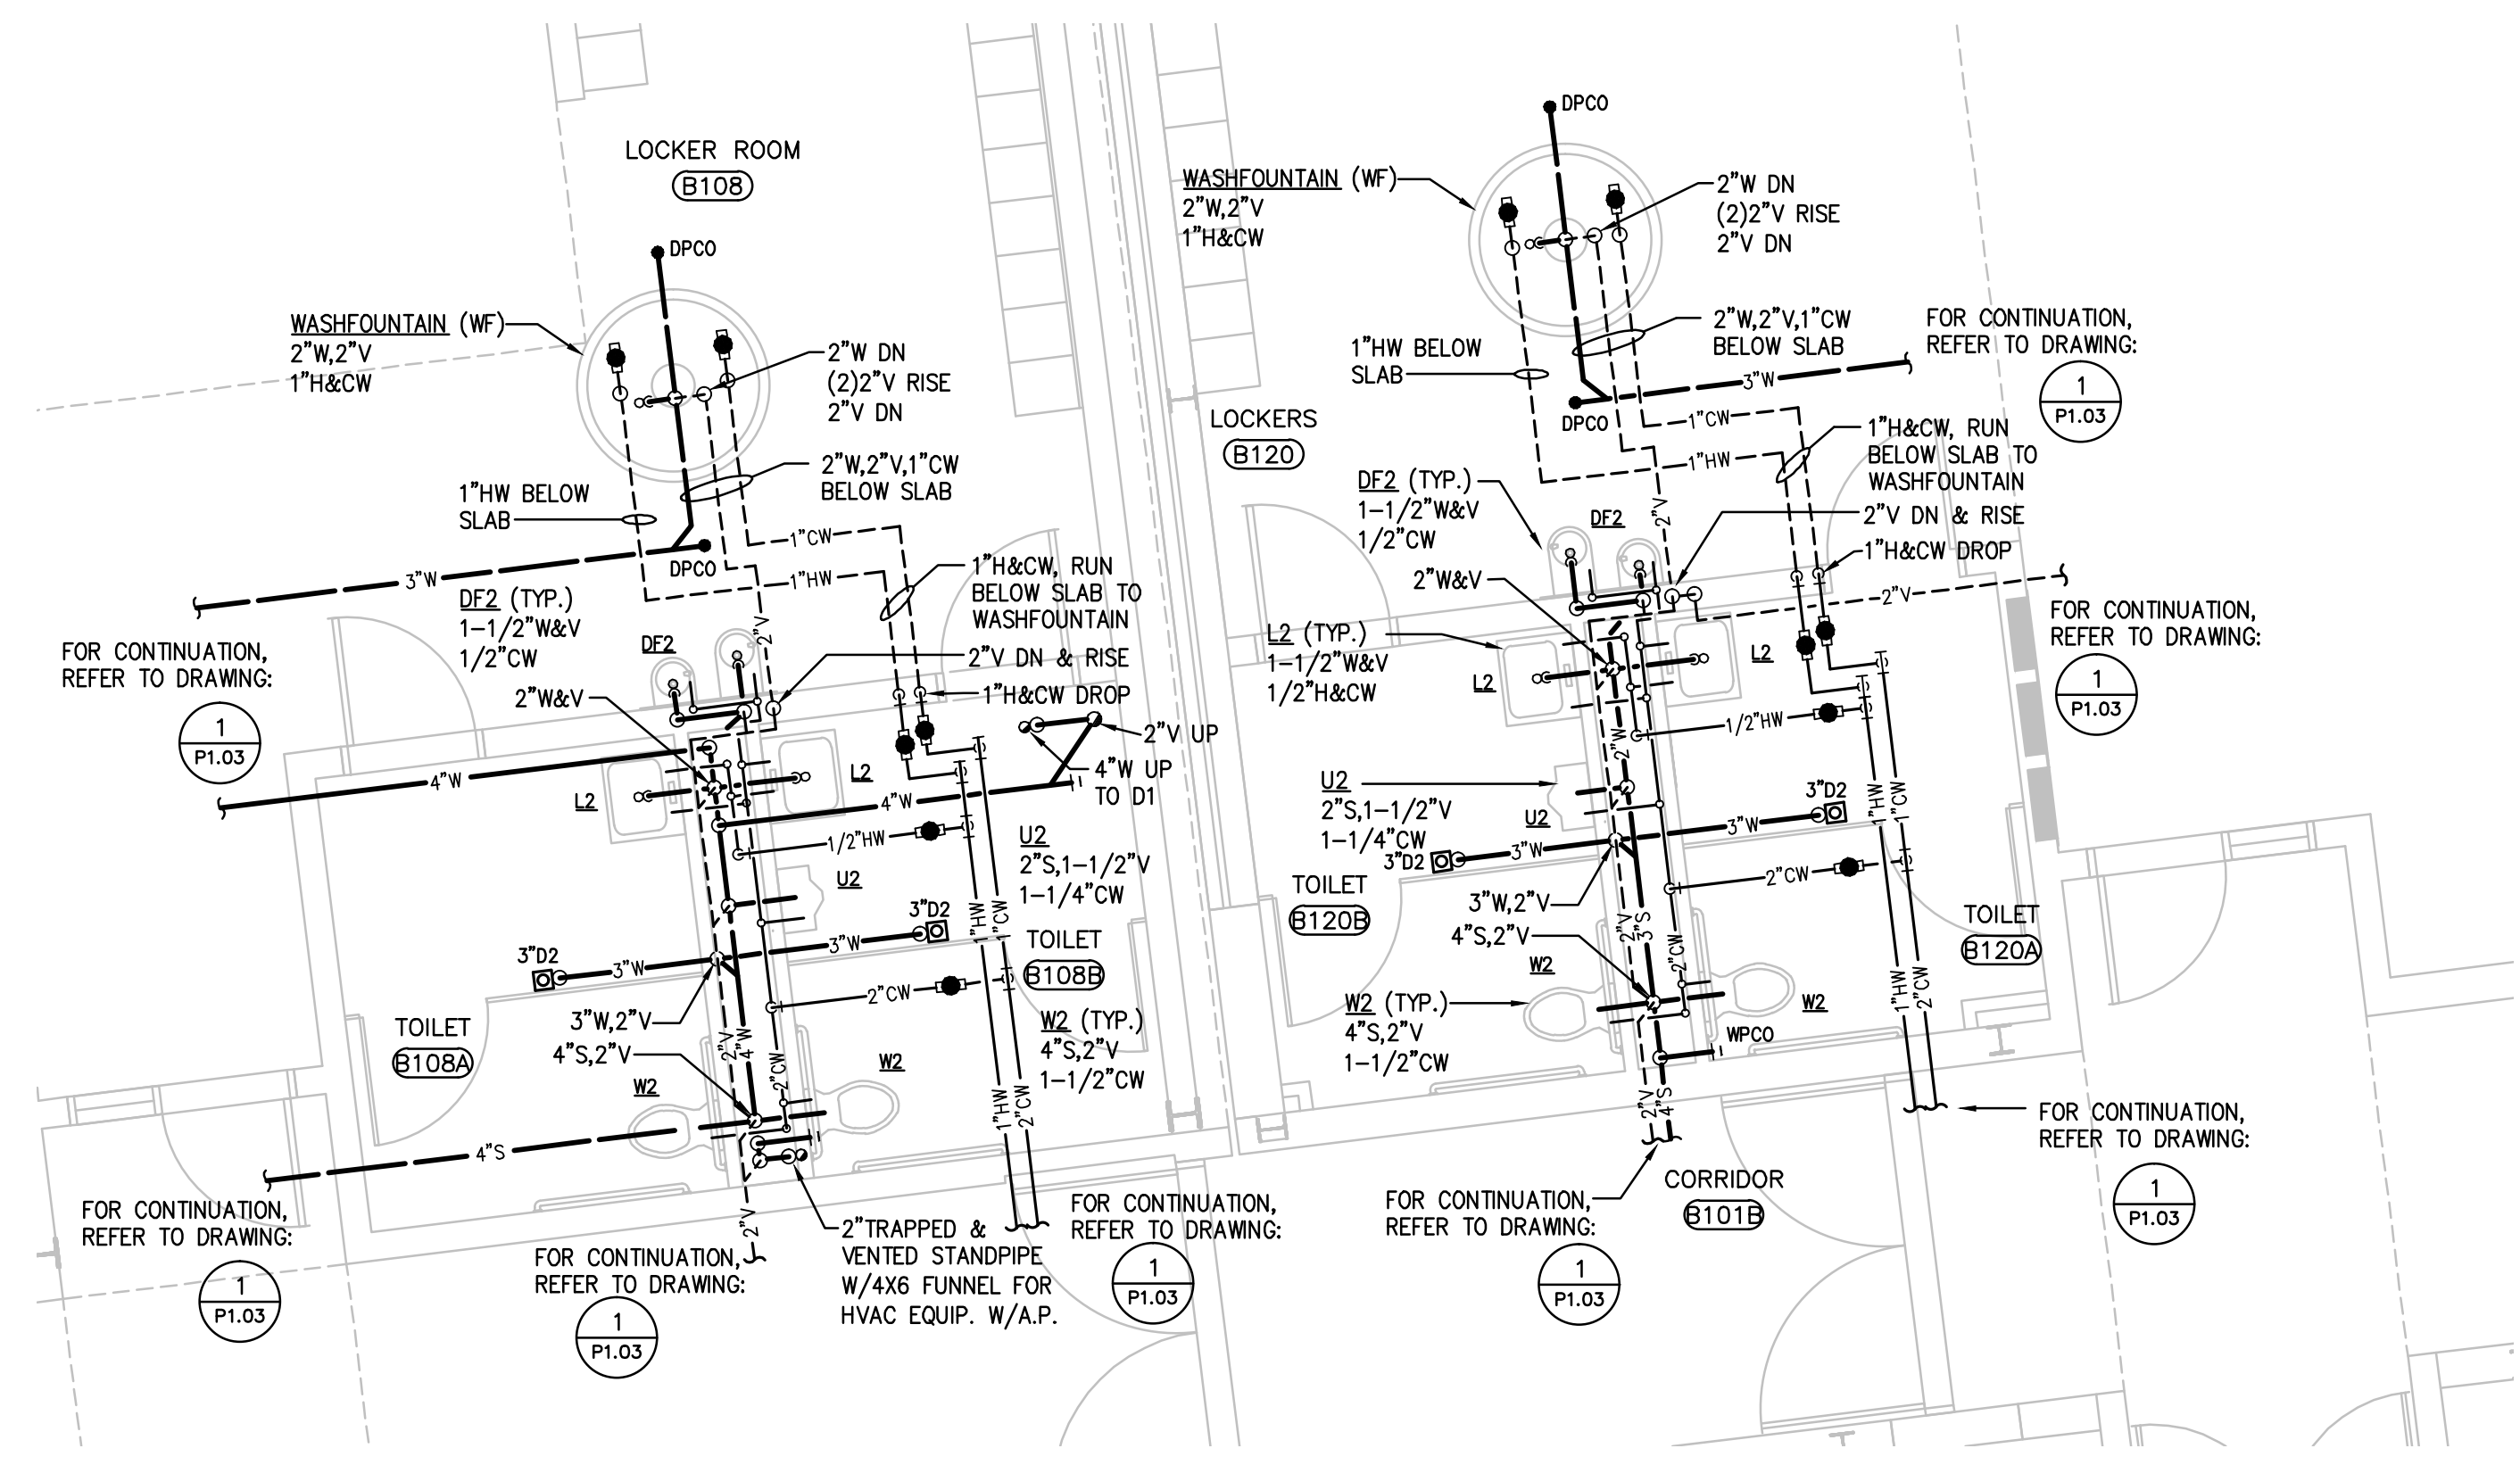 LOCKER ROOM
B108
DPCO
WASHFOUNTAIN (WF)
2"W,2"V
1"H&CW
2"W DN
(2)2"V RISE
2"V DN
2"W,2"V,1"CW
BELOW SLAB
1"HW BELOW
SLAB
1"CW
1"HW
3"W
DPCO
2"V
DF2 (TYP.)
1-1/2"W&V
1/2"CW
DF2
1"H&CW, RUN
BELOW SLAB TO
WASHFOUNTAIN
FOR CONTINUATION,
REFER TO DRAWING:
1
P1.03
2"V DN & RISE
2"W&V
1"H&CW DROP
2"V UP
4"W UP
TO D1
4"W
L2
L2
4"W
1/2"HW
U2
2"S,1-1/2"V
1-1/4"CW
U2
3"D2
3"W
1"HW
1"CW
3"D2
3"W
TOILET
B108B
2"CW
TOILET
B108A
3"W,2"V
4"S,2"V
2"V
4"W
2"CW
W2 (TYP.)
4"S,2"V
1-1/2"CW
W2
W2
1"HW
2"CW
4"S
FOR CONTINUATION,
REFER TO DRAWING:
1
P1.03
2"V
FOR CONTINUATION,
REFER TO DRAWING:
1
P1.03
2"TRAPPED &
VENTED STANDPIPE
W/4X6 FUNNEL FOR
HVAC EQUIP. W/A.P.
FOR CONTINUATION,
REFER TO DRAWING:
1
P1.03
DPCO
WASHFOUNTAIN (WF)
2"W,2"V
1"H&CW
2"W DN
(2)2"V RISE
2"V DN
2"W,2"V,1"CW
BELOW SLAB
FOR CONTINUATION,
REFER TO DRAWING:
1
P1.03
1"HW BELOW
SLAB
3"W
DPCO
1"CW
1"HW
LOCKERS
B120
1"H&CW, RUN
BELOW SLAB TO
WASHFOUNTAIN
DF2 (TYP.)
1-1/2"W&V
1/2"CW
DF2
2"V
2"V DN & RISE
1"H&CW DROP
2"W&V
2"V
FOR CONTINUATION,
REFER TO DRAWING:
1
P1.03
L2 (TYP.)
1-1/2"W&V
1/2"H&CW
L2
L2
1/2"HW
2"W
U2
2"S,1-1/2"V
1-1/4"CW
U2
3"D2
3"W
3"D2
3"W
1"HW
1"CW
2"CW
TOILET
B120B
3"W,2"V
4"S,2"V
2"V
3"S
2"CW
TOILET
B120A
W2
W2 (TYP.)
4"S,2"V
1-1/2"CW
W2
1"HW
2"CW
WPCO
2"V
4"S
FOR CONTINUATION,
REFER TO DRAWING:
1
P1.03
CORRIDOR
B101B
FOR CONTINUATION,
REFER TO DRAWING:
1
P1.03